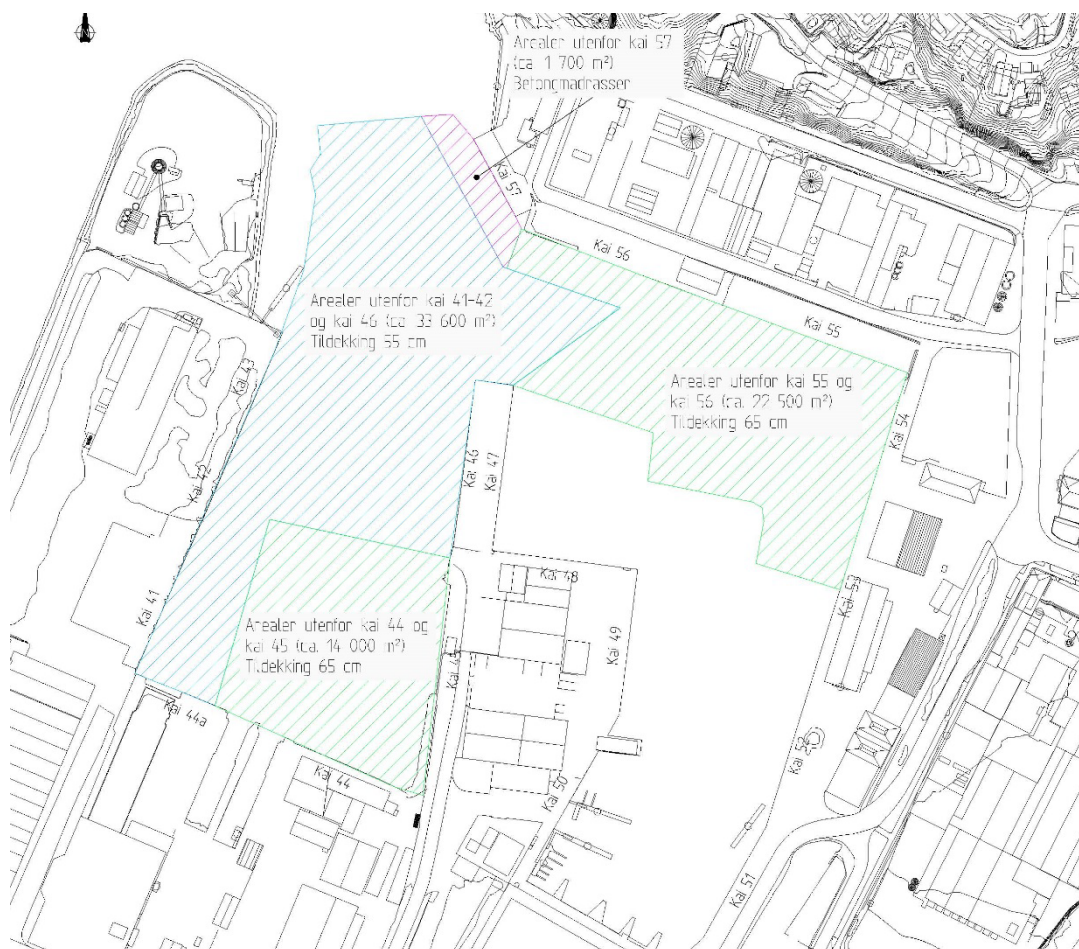 Arealer utenfor kai 57
(ca. 1 700 m²)
Betongmadrasser
Kai 57
Kai 56
Kai 55
Arealer utenfor kai 41-42
og kai 46 (ca. 33 600 m²)
Tildekking 55 cm
Kai 43
Arealer utenfor kai 55 og
kai 56 (ca. 22 500 m²)
Tildekking 65 cm
Kai 54
Kai 46
Kai 47
Kai 42
Kai 48
Kai 53
Kai 41
Arealer utenfor kai 44 og
kai 45 (ca. 14 000 m²)
Tildekking 65 cm
Kai 45
Kai 49
Kai 44a
Kai 52
Kai 44
Kai 50
Kai 51